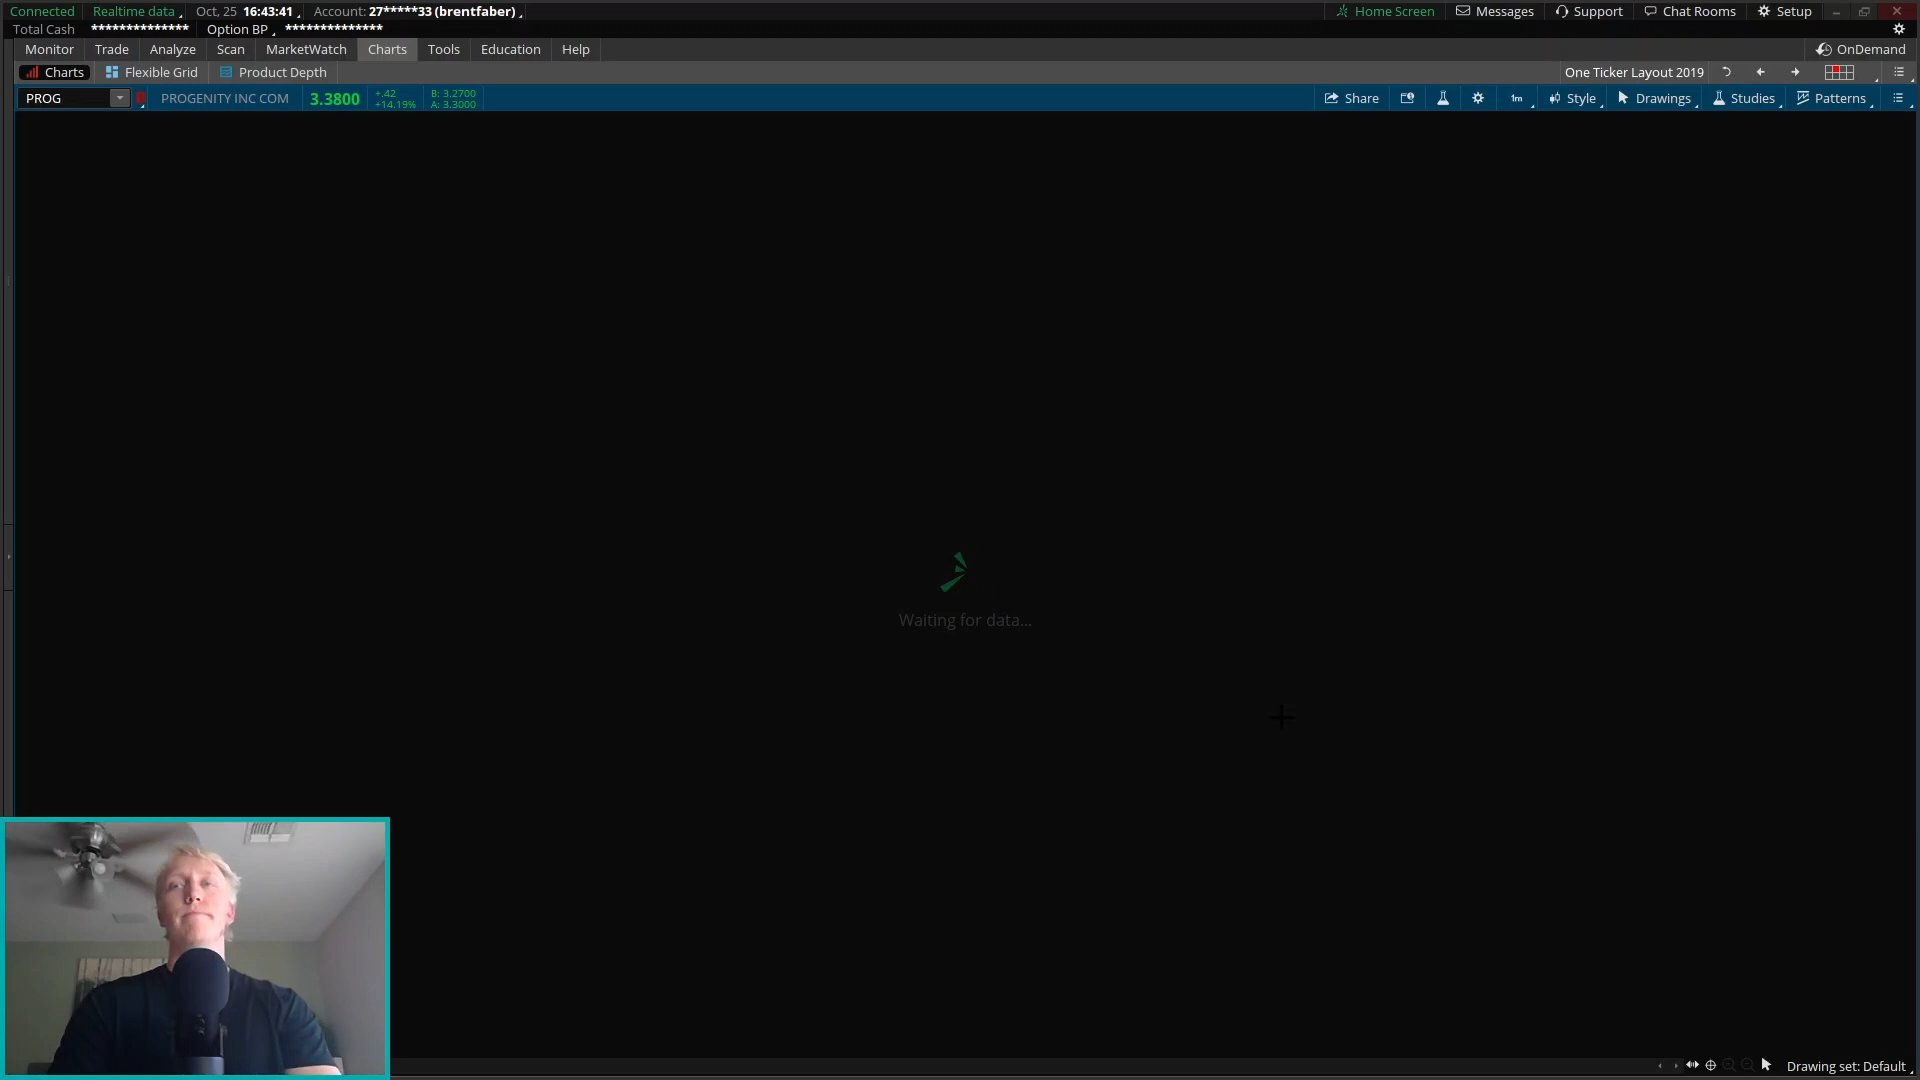 Connected Realtime data Oct, 25 16:43:41 Account: 27*****33 (brentfaber) Home Screen Messages Support Chat Rooms Setup
Total Cash ************** Option BP **************
Monitor Trade Analyze Scan MarketWatch Charts Tools Education Help OnDemand
Charts Flexible Grid Product Depth One Ticker Layout 2019
PROG PROGENITY INC COM 3.3800 +.42 B: 3.2700 Share 1m Style Drawings Studies Patterns
+14.19% A: 3.3000
Waiting for data...
Drawing set: Default